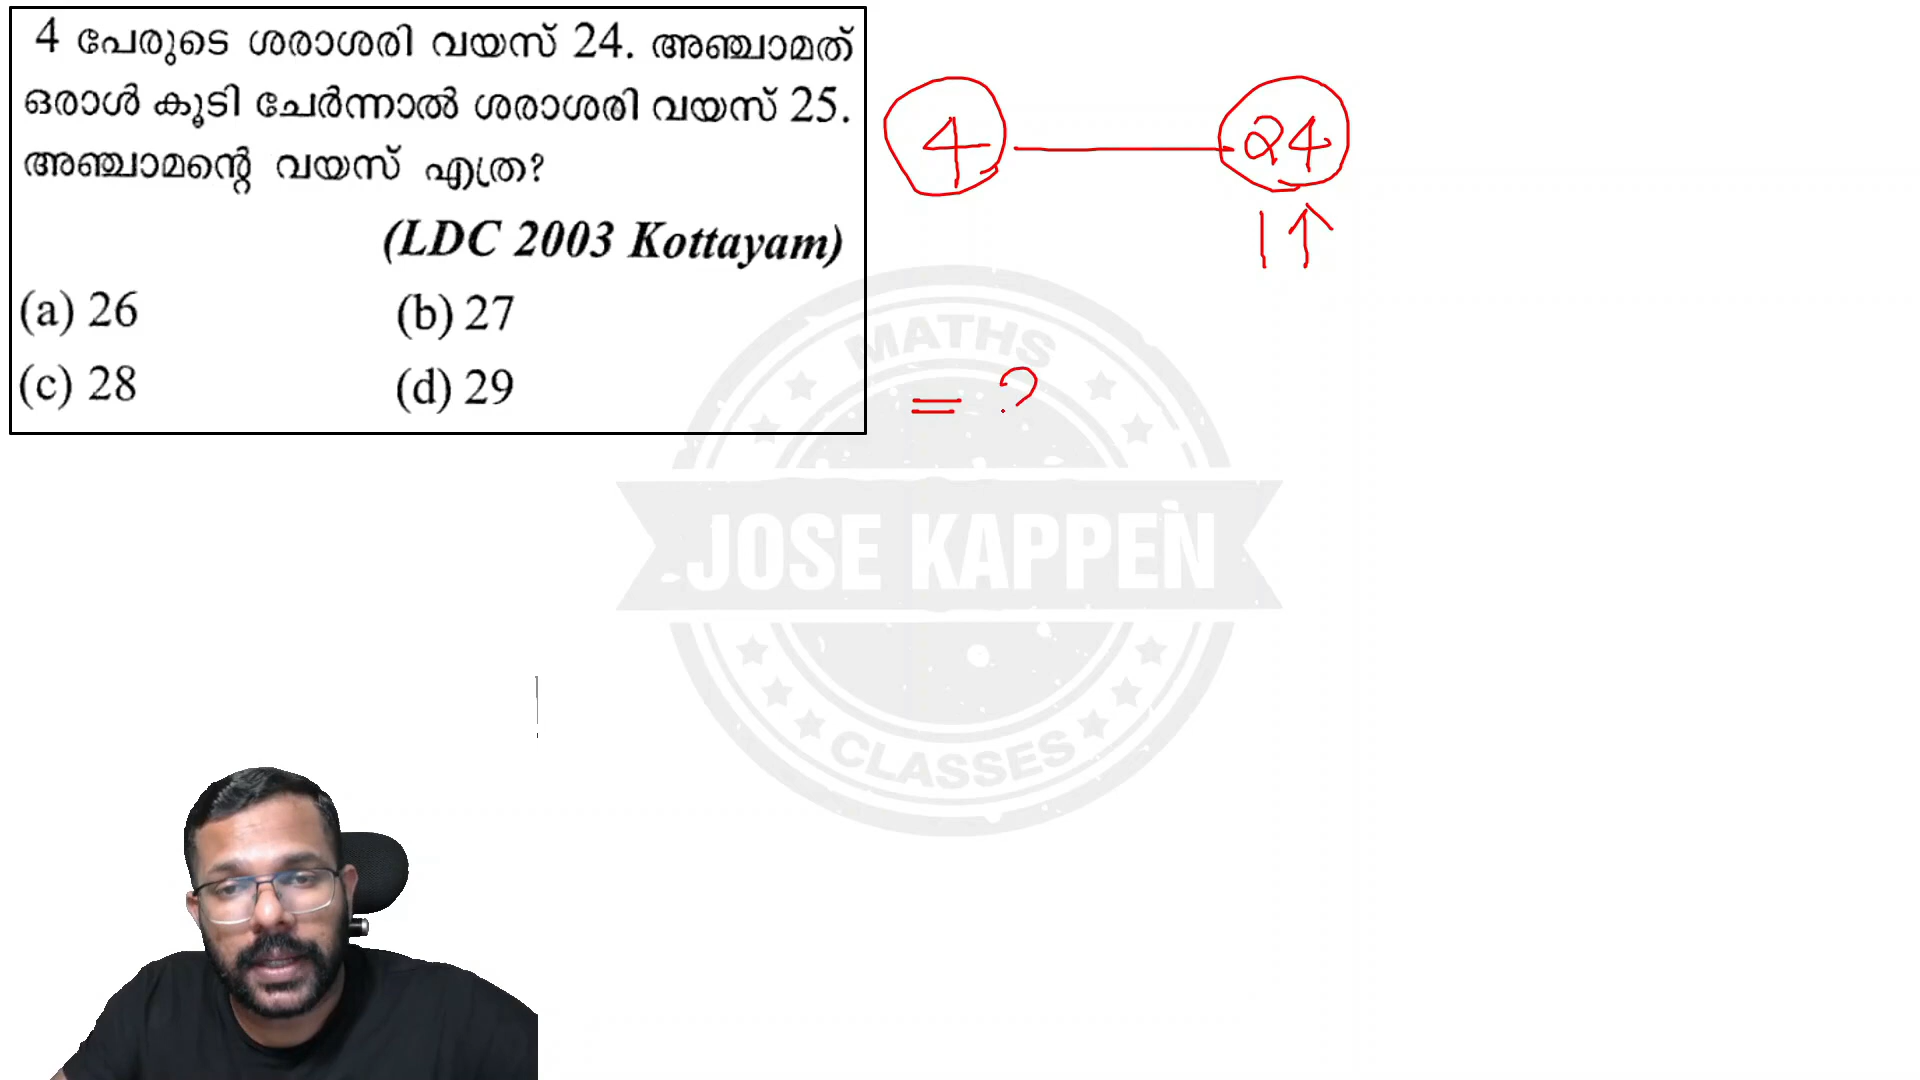 4 പേരുടെ ശരാശരി വയസ് 24. അഞ്ചാമത്
ഒരാൾ കൂടി ചേർന്നാൽ ശരാശരി വയസ് 25.
അഞ്ചാമന്റെ വയസ് എത്ര?
(LDC 2003 Kottayam)
(a) 26 (b) 27
(c) 28 (d) 29
4 24
1↑
= ?
MATHS
JOSE KAPPEN
CLASSES